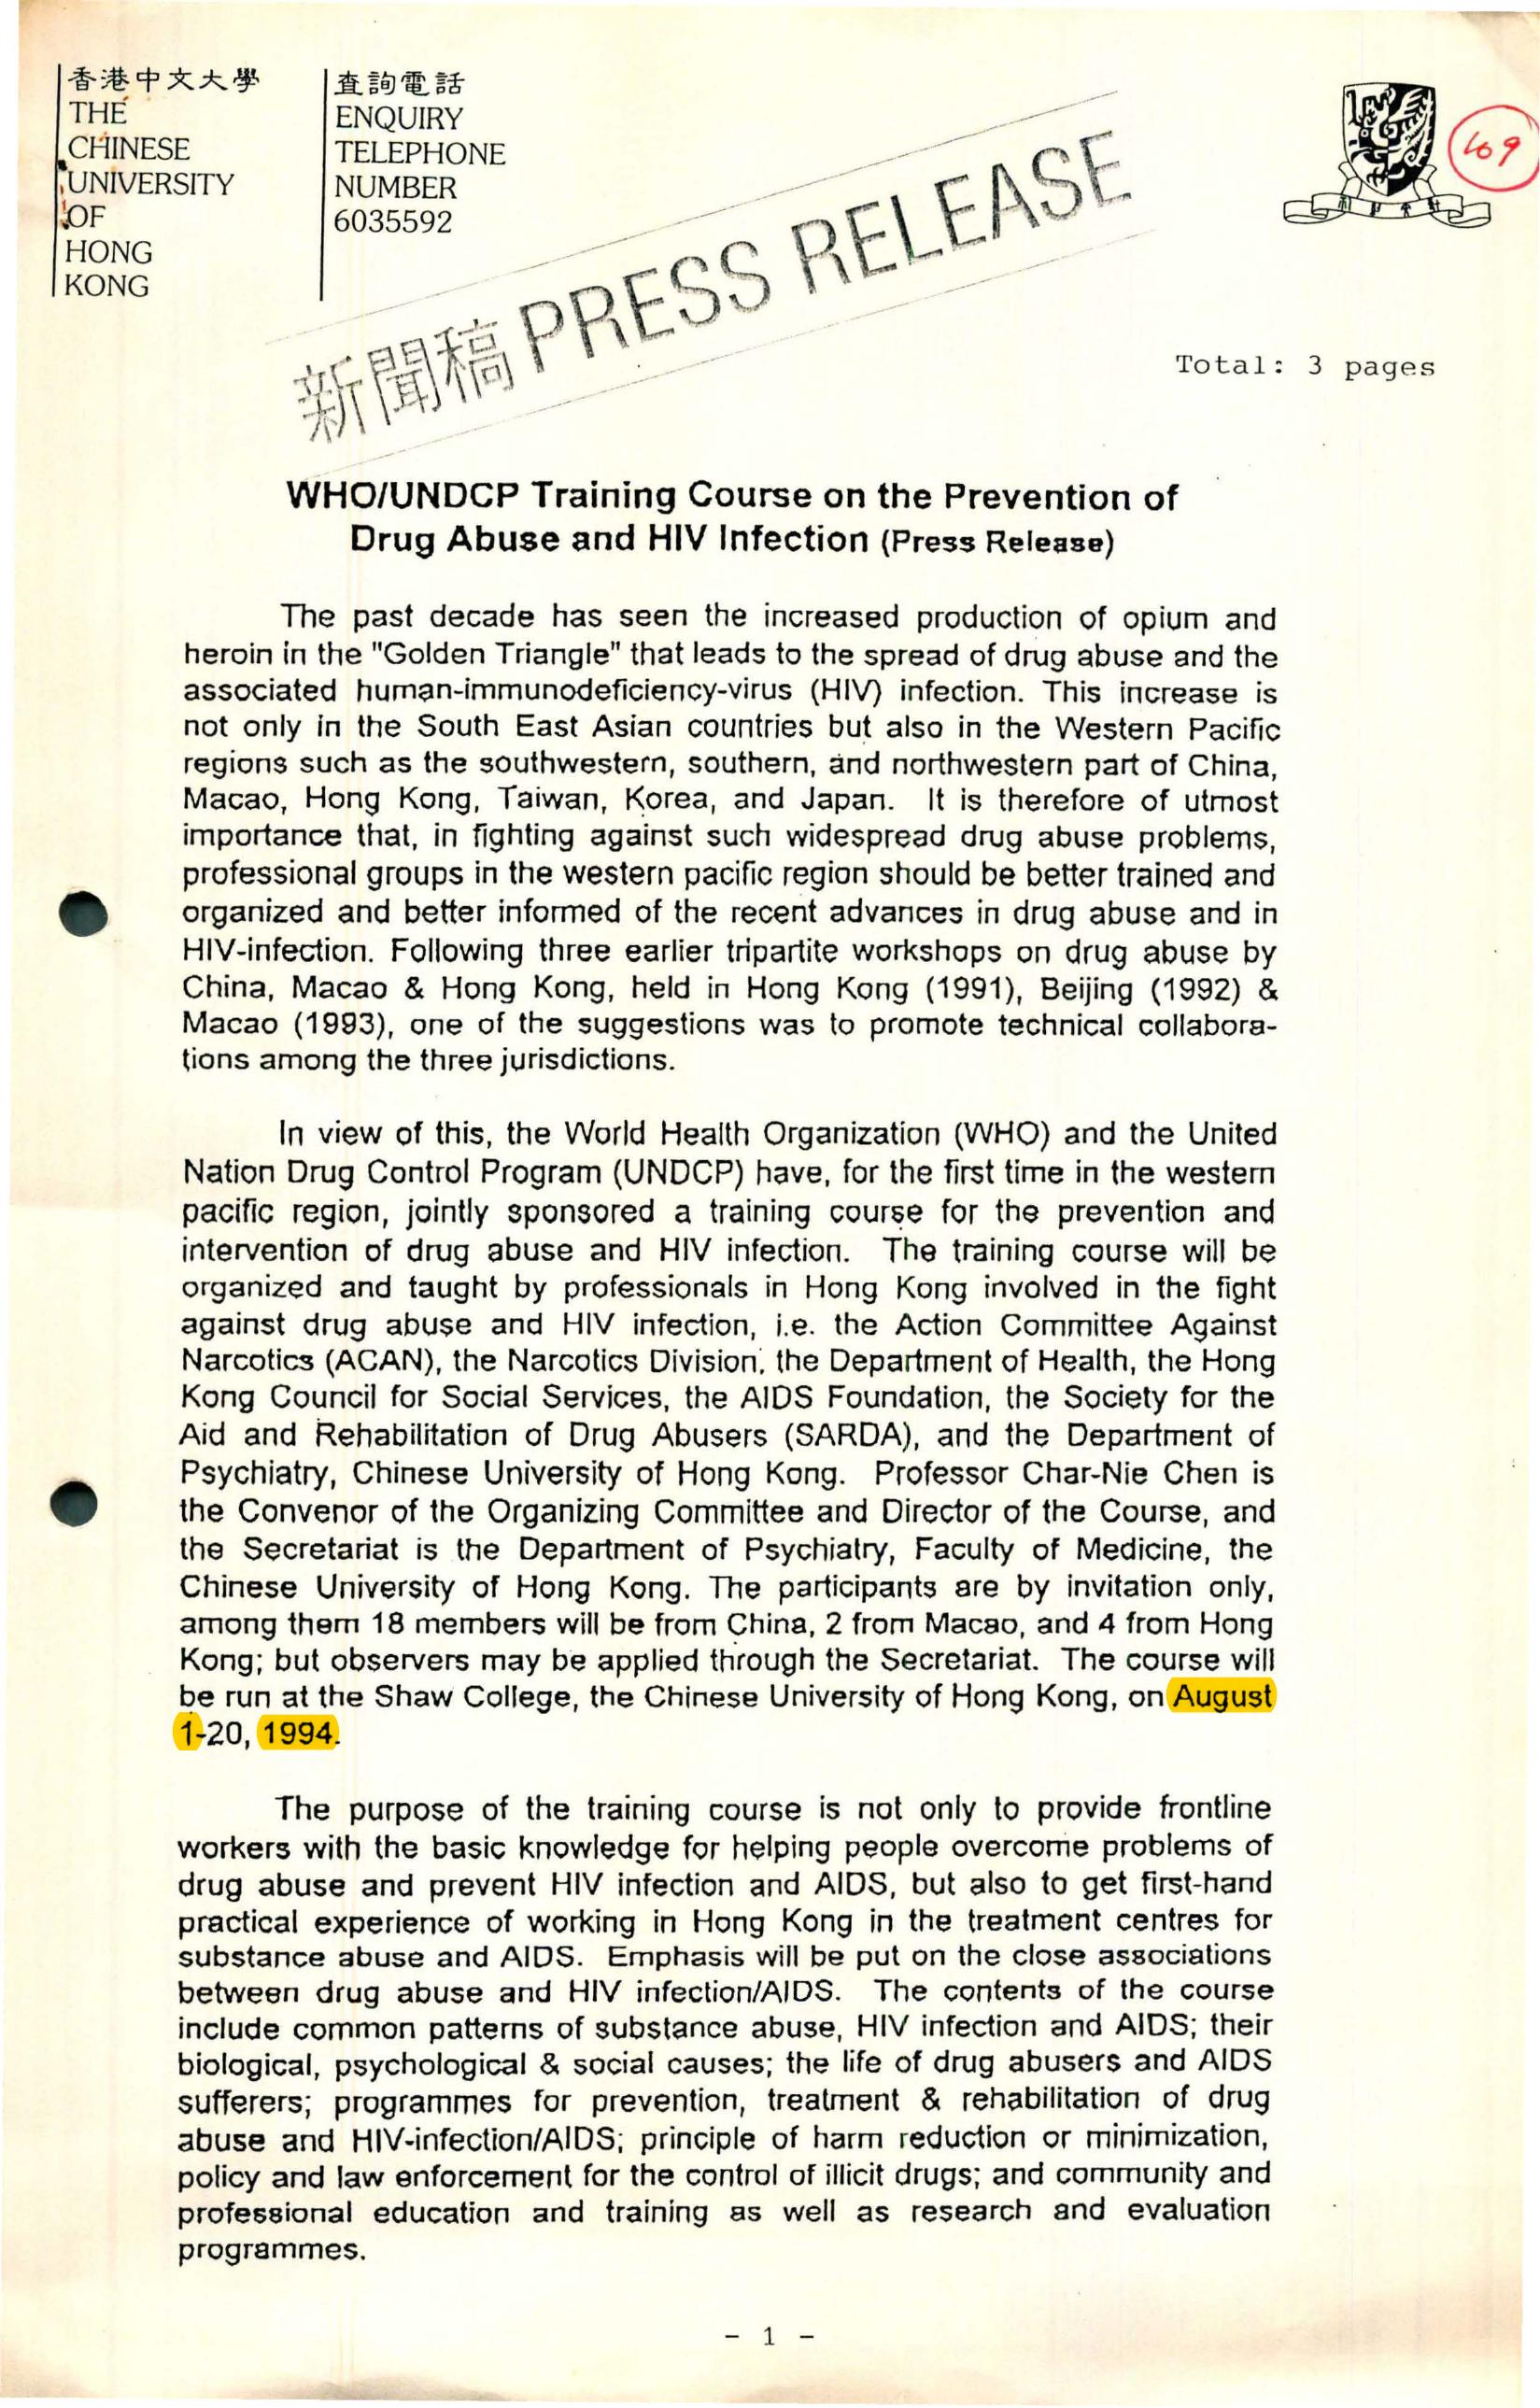 香港中文大學
THE
CHINESE
UNIVERSITY
OF
HONG
KONG
查詢電話
ENQUIRY
TELEPHONE
NUMBER
6035592
109
新聞稿 PRESS RELEASE
Total: 3 pages
WHO/UNDCP Training Course on the Prevention of
Drug Abuse and HIV Infection (Press Release)
The past decade has seen the increased production of opium and
heroin in the "Golden Triangle" that leads to the spread of drug abuse and the
associated human-immunodeficiency-virus (HIV) infection. This increase is
not only in the South East Asian countries but also in the Western Pacific
regions such as the southwestern, southern, and northwestern part of China,
Macao, Hong Kong, Taiwan, Korea, and Japan. It is therefore of utmost
importance that, in fighting against such widespread drug abuse problems,
professional groups in the western pacific region should be better trained and
organized and better informed of the recent advances in drug abuse and in
HIV-infection. Following three earlier tripartite workshops on drug abuse by
China, Macao & Hong Kong, held in Hong Kong (1991), Beijing (1992) &
Macao (1993), one of the suggestions was to promote technical collabora-
tions among the three jurisdictions.
In view of this, the World Health Organization (WHO) and the United
Nation Drug Control Program (UNDCP) have, for the first time in the western
pacific region, jointly sponsored a training course for the prevention and
intervention of drug abuse and HIV infection. The training course will be
organized and taught by professionals in Hong Kong involved in the fight
against drug abuse and HIV infection, i.e. the Action Committee Against
Narcotics (ACAN), the Narcotics Division, the Department of Health, the Hong
Kong Council for Social Services, the AIDS Foundation, the Society for the
Aid and Rehabilitation of Drug Abusers (SARDA), and the Department of
Psychiatry, Chinese University of Hong Kong. Professor Char-Nie Chen is
the Convenor of the Organizing Committee and Director of the Course, and
the Secretariat is the Department of Psychiatry, Faculty of Medicine, the
Chinese University of Hong Kong. The participants are by invitation only,
among them 18 members will be from China, 2 from Macao, and 4 from Hong
Kong; but observers may be applied through the Secretariat. The course will
be run at the Shaw College, the Chinese University of Hong Kong, on August
1-20, 1994.
The purpose of the training course is not only to provide frontline
workers with the basic knowledge for helping people overcome problems of
drug abuse and prevent HIV infection and AIDS, but also to get first-hand
practical experience of working in Hong Kong in the treatment centres for
substance abuse and AIDS. Emphasis will be put on the close associations
between drug abuse and HIV infection/AIDS. The contents of the course
include common patterns of substance abuse, HIV infection and AIDS; their
biological, psychological & social causes; the life of drug abusers and AIDS
sufferers; programmes for prevention, treatment & rehabilitation of drug
abuse and HIV-infection/AIDS; principle of harm reduction or minimization,
policy and law enforcement for the control of illicit drugs; and community and
professional education and training as well as research and evaluation
programmes.
- 1 -